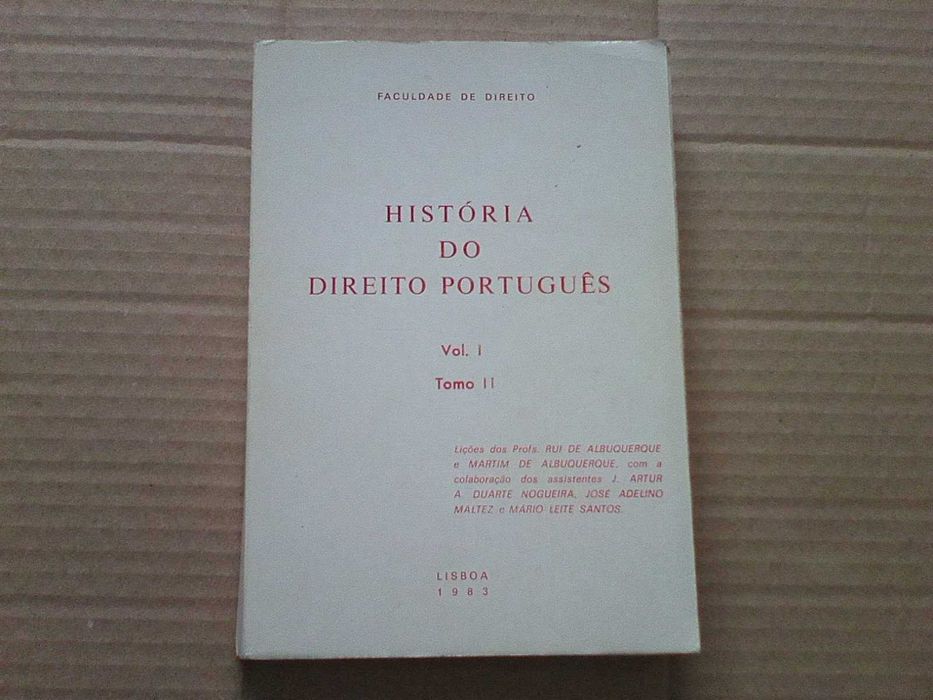 FACULDADE DE DIREITO
HISTÓRIA
DO
DIREITO PORTUGUÊS
Vol. I
Tomo II
Lições dos Profs. RUI DE ALBUQUERQUE
e MARTIM DE ALBUQUERQUE, com a
colaboração dos assistentes J. ARTUR
A. DUARTE NOGUEIRA, JOSÉ ADELINO
MALTEZ e MÁRIO LEITE SANTOS.
LISBOA
1983